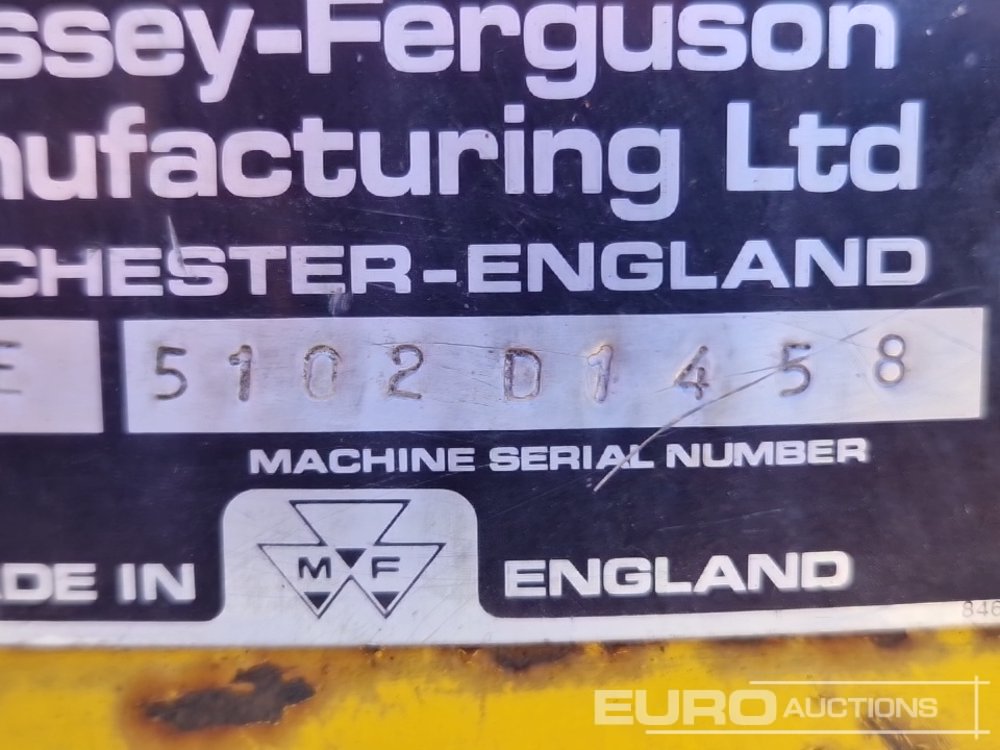 ssey-Ferguson
nufacturing Ltd
CHESTER-ENGLAND
E 5102D1458
MACHINE SERIAL NUMBER
M F
DE IN ENGLAND
846
EURO AUCTIONS